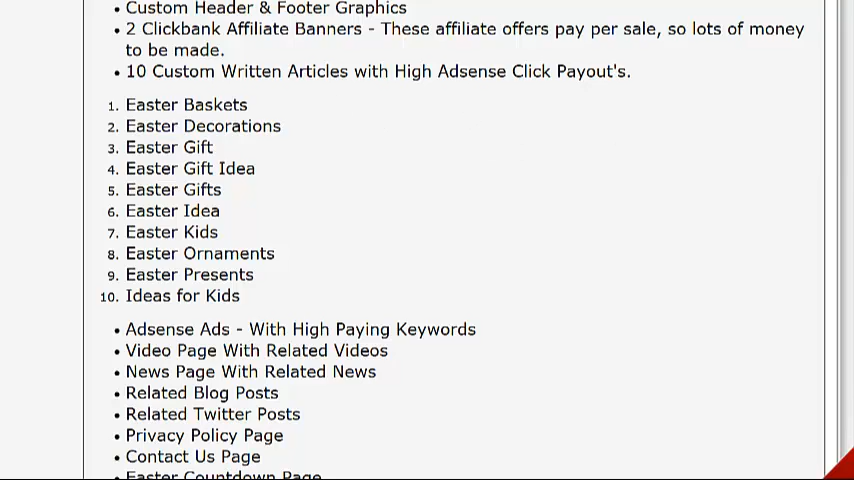 • Custom Header & Footer Graphics
• 2 Clickbank Affiliate Banners - These affiliate offers pay per sale, so lots of money
to be made.
• 10 Custom Written Articles with High Adsense Click Payout's.
1. Easter Baskets
2. Easter Decorations
3. Easter Gift
4. Easter Gift Idea
5. Easter Gifts
6. Easter Idea
7. Easter Kids
8. Easter Ornaments
9. Easter Presents
10. Ideas for Kids
• Adsense Ads - With High Paying Keywords
• Video Page With Related Videos
• News Page With Related News
• Related Blog Posts
• Related Twitter Posts
• Privacy Policy Page
• Contact Us Page
• Easter Countdown Page